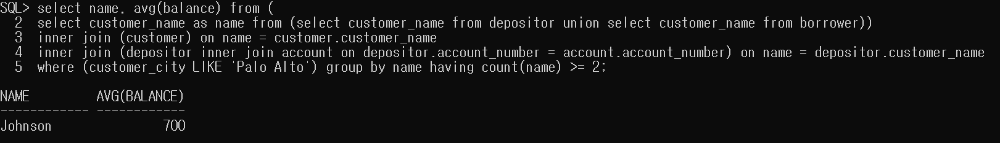 SQL> select name, avg(balance) from (
  2  select customer_name as name from (select customer_name from depositor union select customer_name from borrower))
  3  inner join (customer) on name = customer.customer_name
  4  inner join (depositor inner join account on depositor.account_number = account.account_number) on name = depositor.customer_name
  5  where (customer_city LIKE 'Palo Alto') group by name having count(name) >= 2;
NAME         AVG(BALANCE)
------------ ------------
Johnson               700